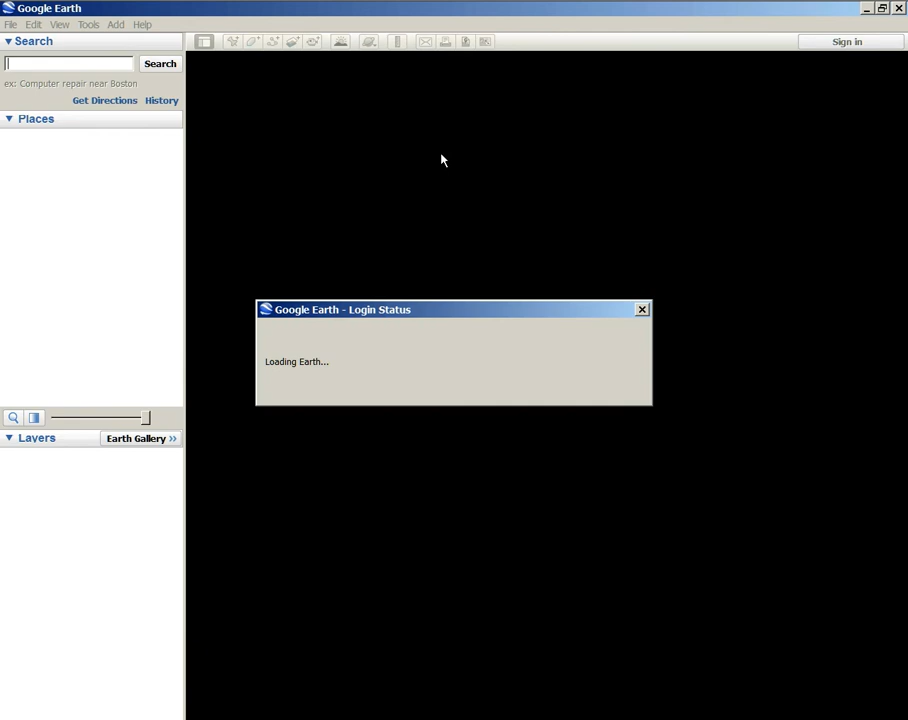 Google Earth
File Edit View Tools Add Help
Search
Sign in
Search
ex: Computer repair near Boston
Get Directions History
Places
Google Earth - Login Status
Loading Earth...
Layers
Earth Gallery »